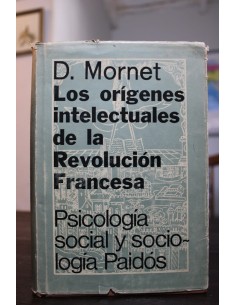 D. Mornet
Los orígenes
intelectuales
de la
Revolución
Francesa
Psicología
social y socio-
logía Paidós